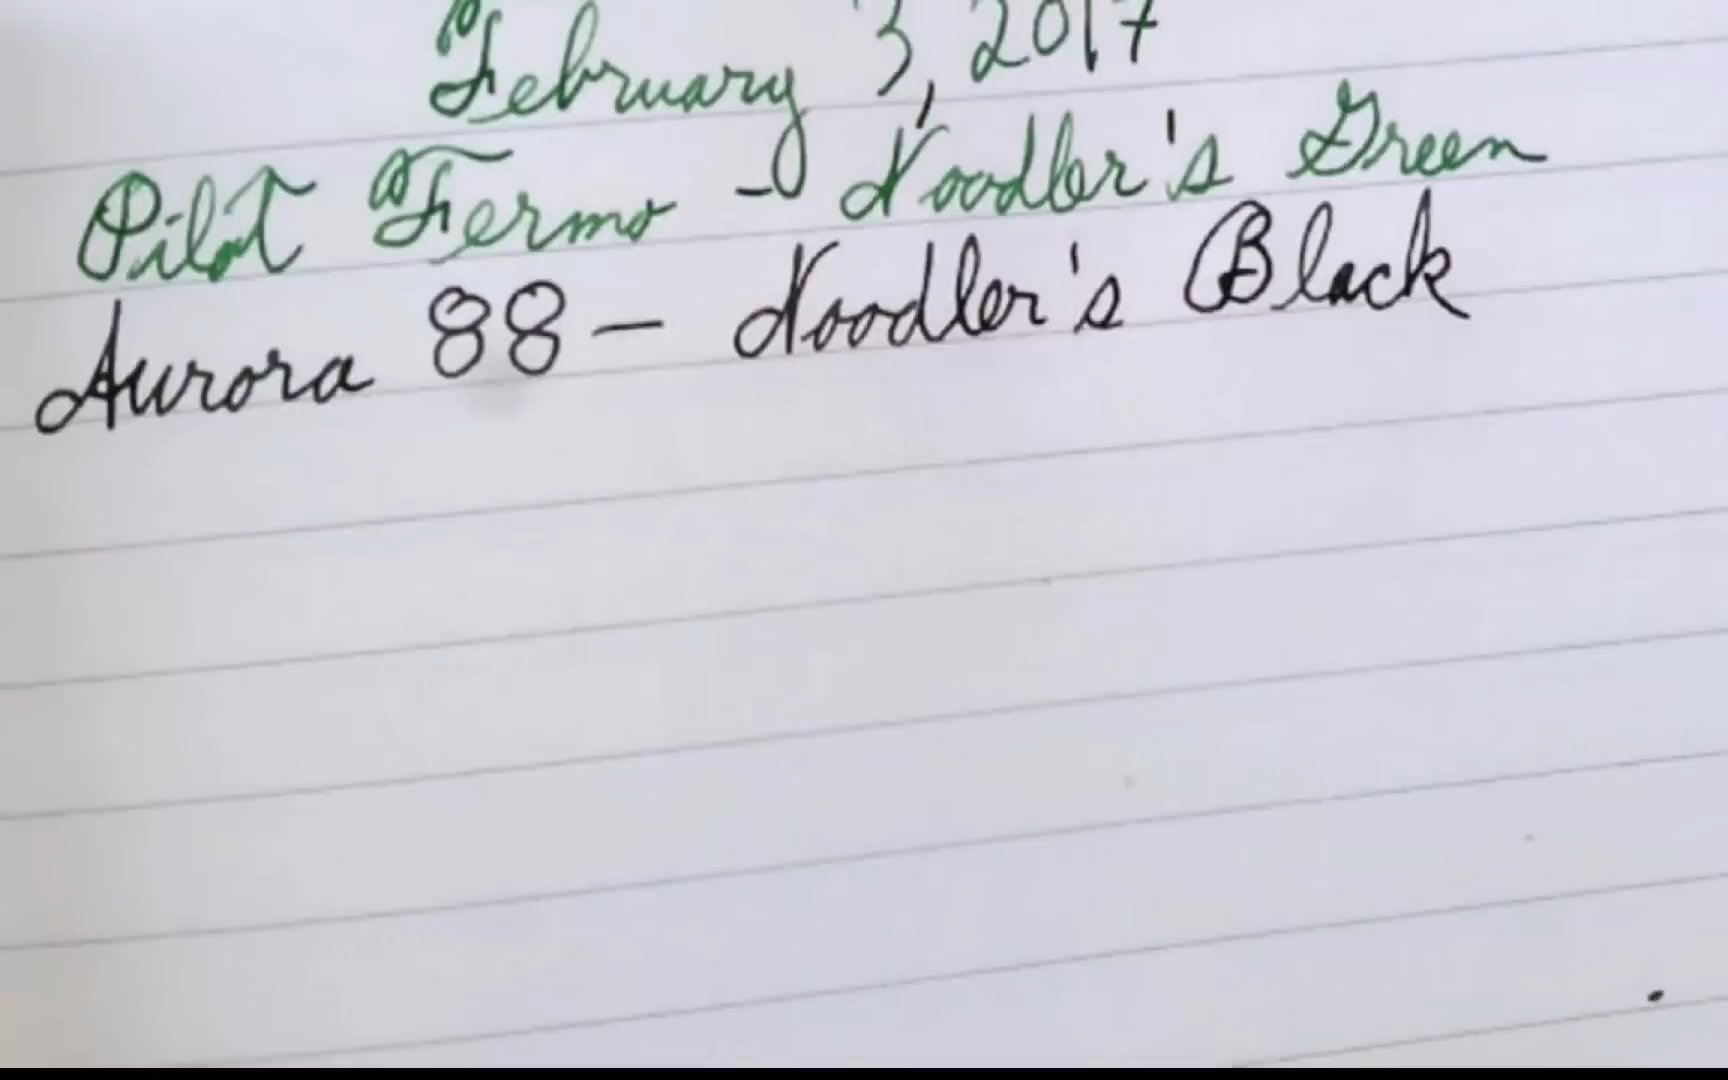 February 3, 2017
Pilot Fermo - Noodler's Green
Aurora 88 - Noodler's Black